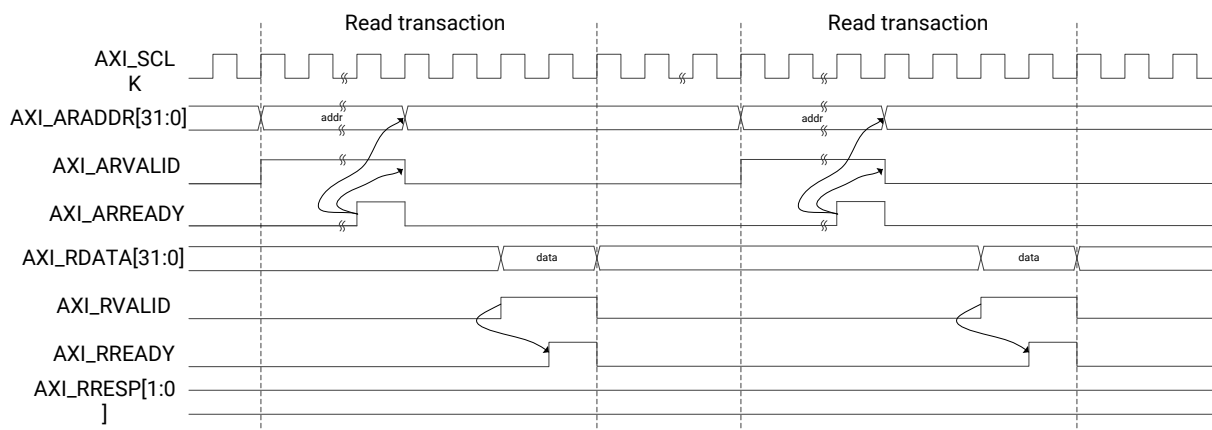 Read transaction
Read transaction
AXI_SCL
K
AXI_ARADDR[31:0]
addr
addr
AXI_ARVALID
AXI_ARREADY
AXI_RDATA[31:0]
data
data
AXI_RVALID
AXI_RREADY
AXI_RRESP[1:0
]